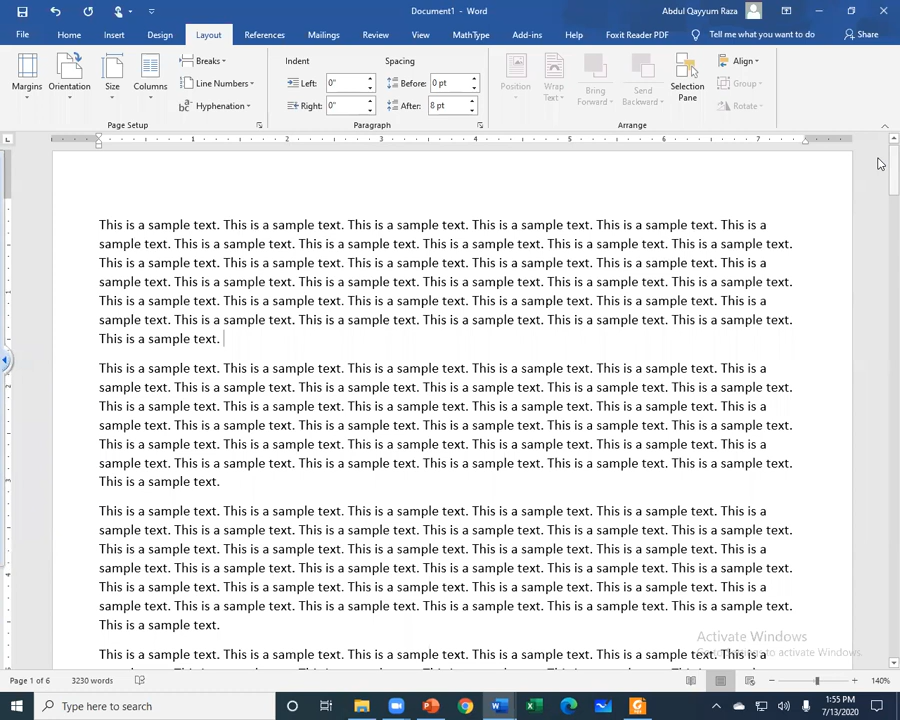 Document1 - Word
Abdul Qayyum Raza
File Home Insert Design Layout References Mailings Review View MathType Add-ins Help Foxit Reader PDF Tell me what you want to do Share
Margins Orientation Size Columns
Breaks
Line Numbers
Hyphenation
Page Setup
Indent
Left: 0"
Right: 0"
Spacing
Before: 0 pt
After: 8 pt
Paragraph
Position
Wrap Text
Bring Forward
Send Backward
Selection Pane
Align
Group
Rotate
Arrange
1 2 3 4 5 6 7
This is a sample text. This is a sample text. This is a sample text. This is a sample text. This is a sample text. This is a
sample text. This is a sample text. This is a sample text. This is a sample text. This is a sample text. This is a sample text.
This is a sample text. This is a sample text. This is a sample text. This is a sample text. This is a sample text. This is a
sample text. This is a sample text. This is a sample text. This is a sample text. This is a sample text. This is a sample text.
This is a sample text. This is a sample text. This is a sample text. This is a sample text. This is a sample text. This is a
sample text. This is a sample text. This is a sample text. This is a sample text. This is a sample text. This is a sample text.
This is a sample text.
This is a sample text. This is a sample text. This is a sample text. This is a sample text. This is a sample text. This is a
sample text. This is a sample text. This is a sample text. This is a sample text. This is a sample text. This is a sample text.
This is a sample text. This is a sample text. This is a sample text. This is a sample text. This is a sample text. This is a
sample text. This is a sample text. This is a sample text. This is a sample text. This is a sample text. This is a sample text.
This is a sample text. This is a sample text. This is a sample text. This is a sample text. This is a sample text. This is a
sample text. This is a sample text. This is a sample text. This is a sample text. This is a sample text. This is a sample text.
This is a sample text.
This is a sample text. This is a sample text. This is a sample text. This is a sample text. This is a sample text. This is a
sample text. This is a sample text. This is a sample text. This is a sample text. This is a sample text. This is a sample text.
This is a sample text. This is a sample text. This is a sample text. This is a sample text. This is a sample text. This is a
sample text. This is a sample text. This is a sample text. This is a sample text. This is a sample text. This is a sample text.
This is a sample text. This is a sample text. This is a sample text. This is a sample text. This is a sample text. This is a
sample text. This is a sample text. This is a sample text. This is a sample text. This is a sample text. This is a sample text.
This is a sample text.
This is a sample text. This is a sample text. This is a sample text. This is a sample text. This is a sample text. This is a
Activate Windows
to activate Windows.
Page 1 of 6 3230 words 140%
Type here to search
1:55 PM
7/13/2020